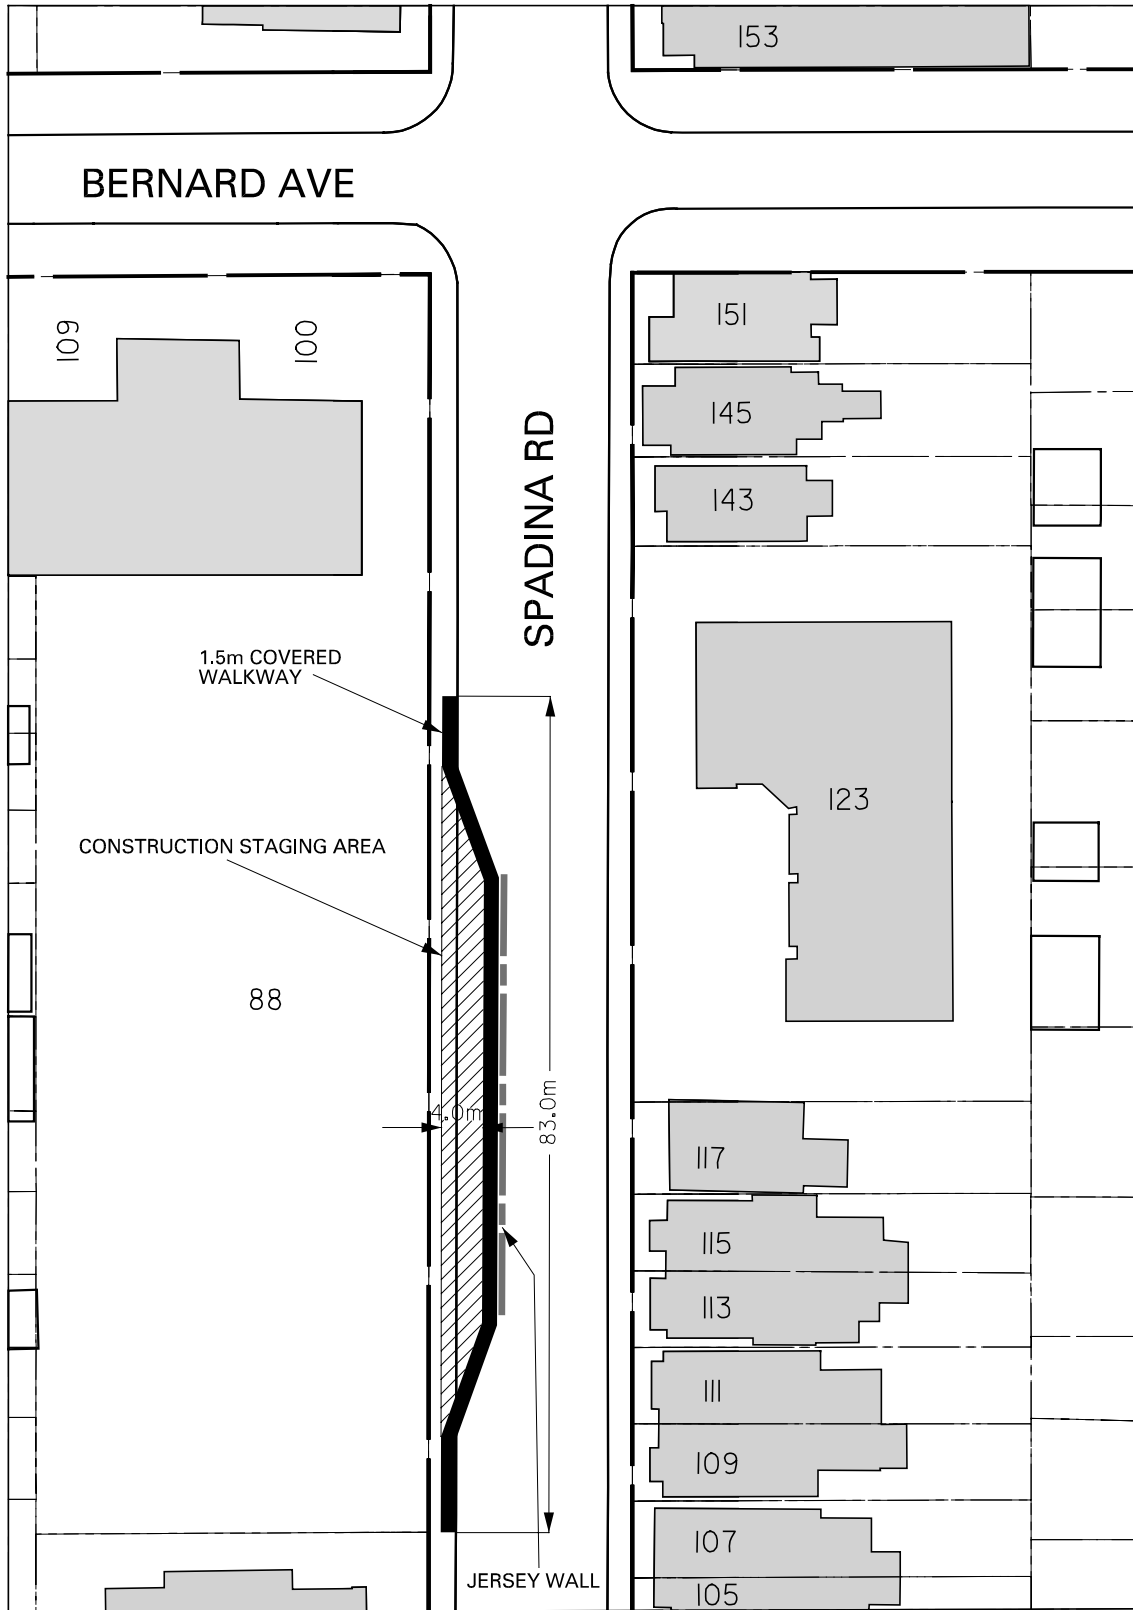 153
BERNARD AVE
109
100
151
145
143
SPADINA RD
1.5m COVERED
WALKWAY
123
CONSTRUCTION STAGING AREA
88
4.0m
83.0m
117
115
113
111
109
107
JERSEY WALL
105